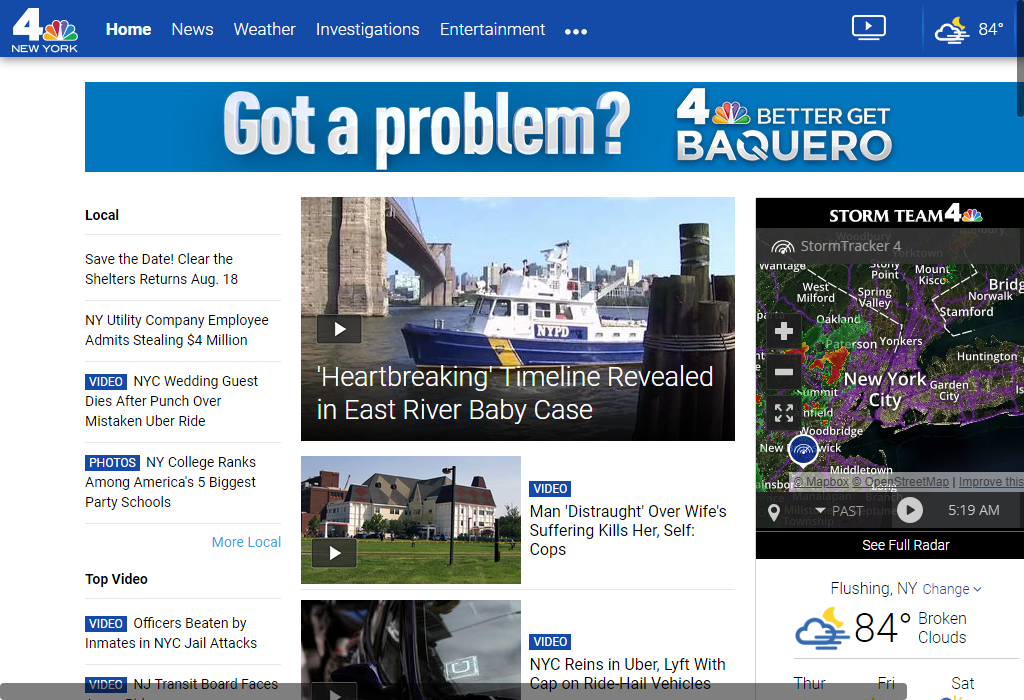 4
NEW YORK
Home News Weather Investigations Entertainment
84°
Got a problem?
4 BETTER GET
BAQUERO
Local
Save the Date! Clear the
Shelters Returns Aug. 18
NY Utility Company Employee
Admits Stealing $4 Million
VIDEO NYC Wedding Guest
Dies After Punch Over
Mistaken Uber Ride
PHOTOS NY College Ranks
Among America's 5 Biggest
Party Schools
More Local
Top Video
VIDEO Officers Beaten by
Inmates in NYC Jail Attacks
VIDEO NJ Transit Board Faces
NYPD
'Heartbreaking' Timeline Revealed
in East River Baby Case
VIDEO
Man 'Distraught' Over Wife's
Suffering Kills Her, Self:
Cops
VIDEO
NYC Reins in Uber, Lyft With
Cap on Ride-Hail Vehicles
STORM TEAM 4
StormTracker 4
Wantage
Stony
Point
Mount
Kisco
West
Milford
Spring
Valley
Norwalk
Stamford
Oakland
Paterson
Yonkers
Huntington
New York
City
Garden
City
Summit
Woodbridge
Middletown
© Mapbox © OpenStreetMap | Improve this
PAST
5:19 AM
See Full Radar
Flushing, NY Change
84° Broken
Clouds
Thur Fri Sat